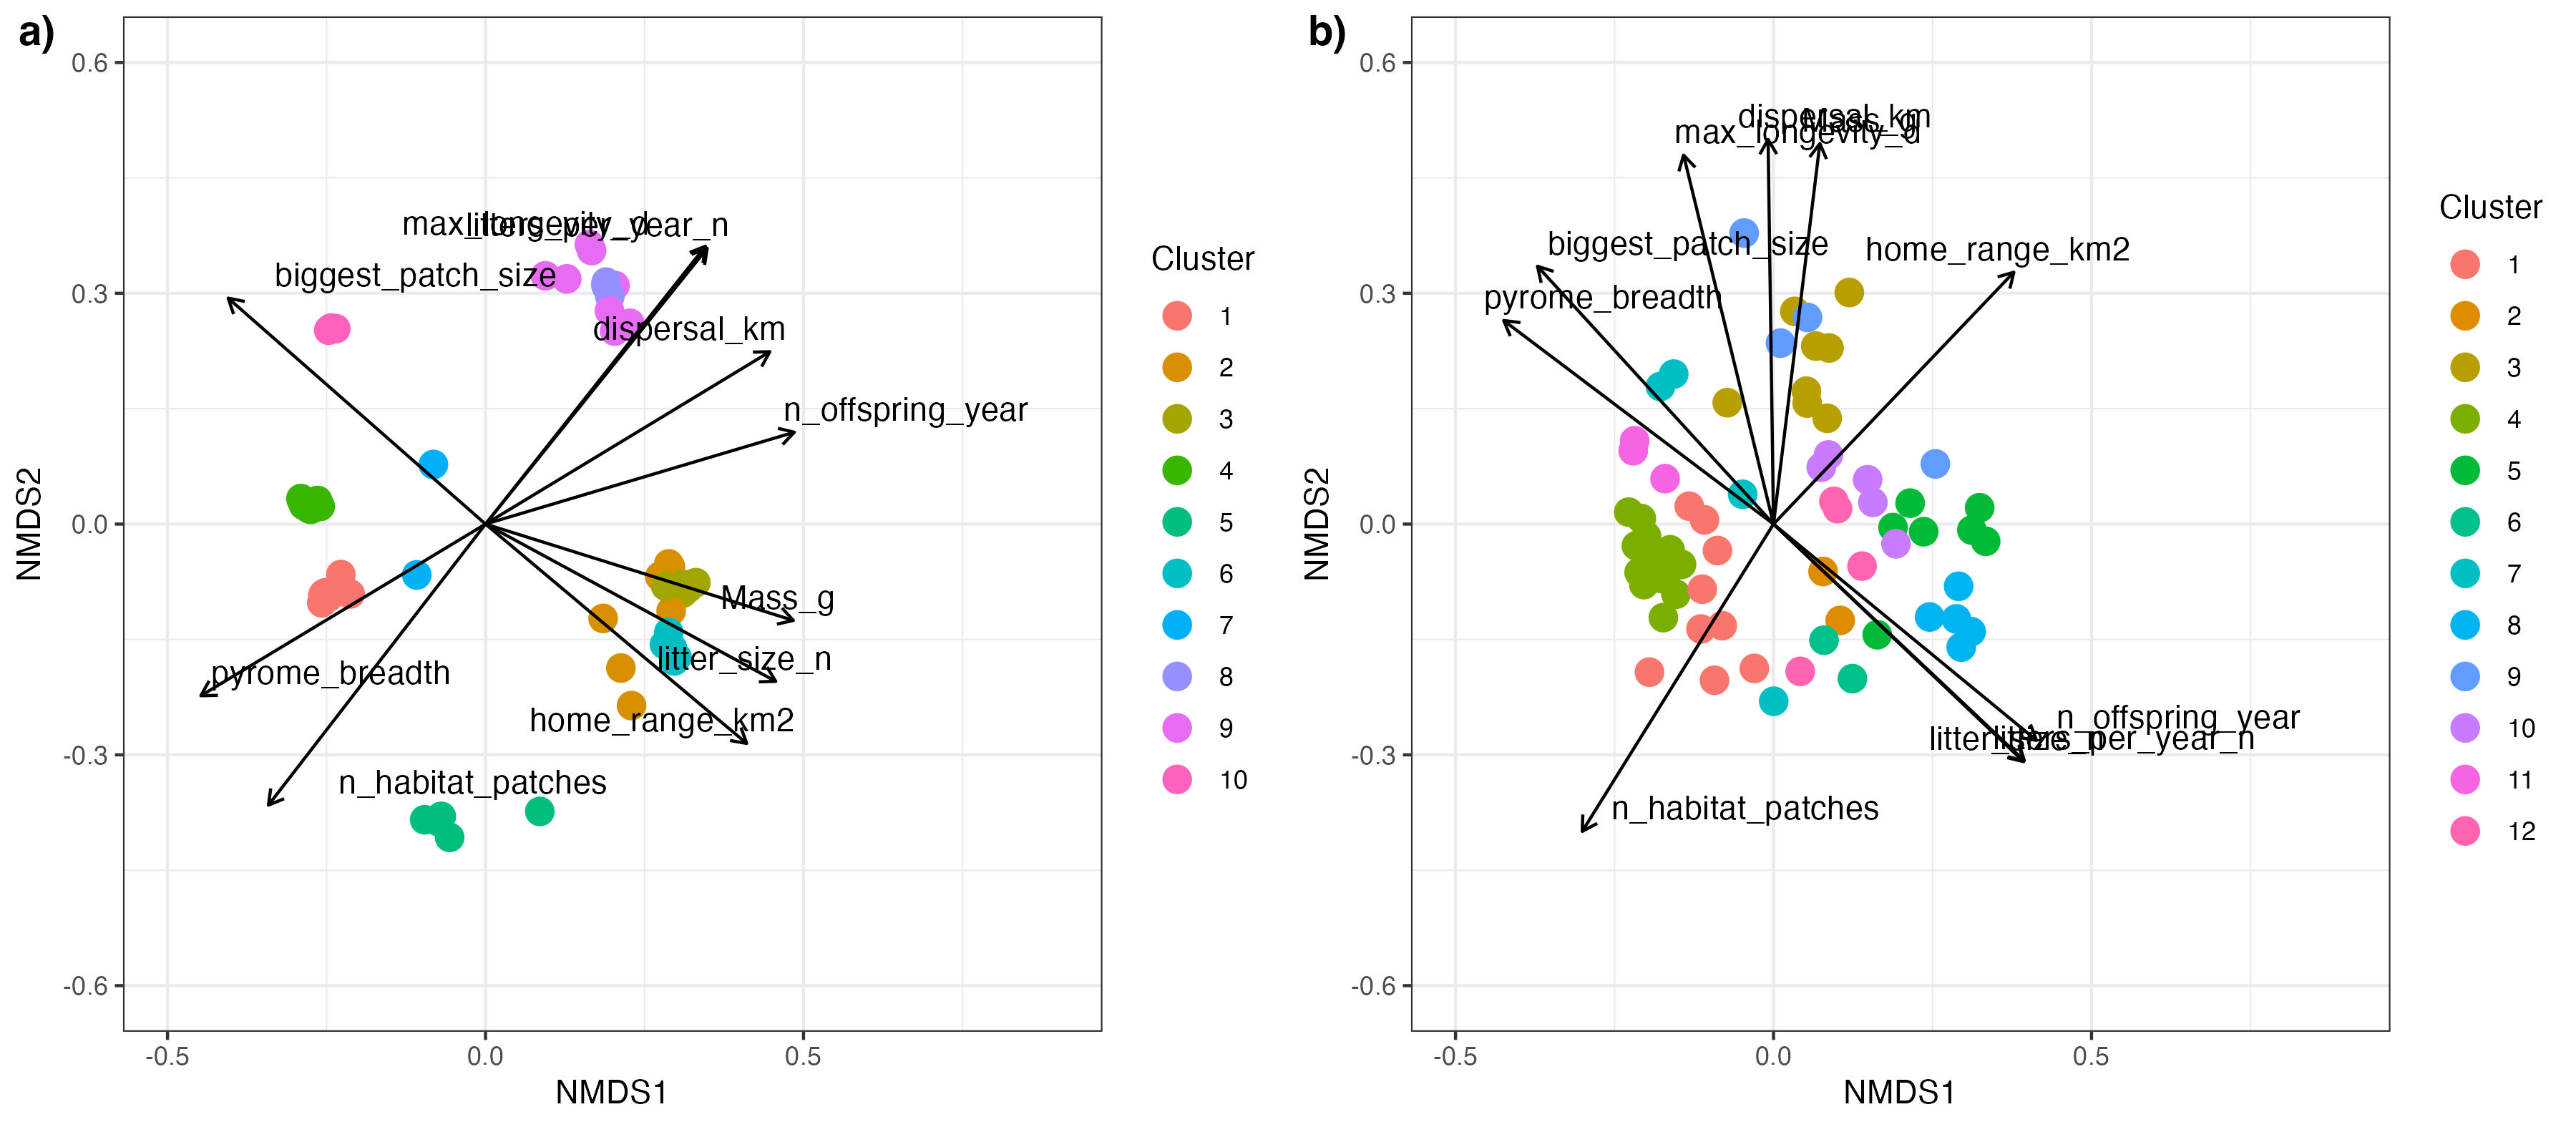 a)
0.6
0.3
0.0
-0.3
-0.6
NMDS2
max_longevity_d
litters_per_year_n
biggest_patch_size
dispersal_km
n_offspring_year
Mass_g
litter_size_n
pyrome_breadth
home_range_km2
n_habitat_patches
-0.5
0.0
0.5
NMDS1
Cluster
1
2
3
4
5
6
7
8
9
10
b)
0.6
0.3
0.0
-0.3
-0.6
NMDS2
dispersal_km
Mass_g
max_longevity_d
biggest_patch_size
home_range_km2
pyrome_breadth
n_offspring_year
litter_size_n
litters_per_year_n
n_habitat_patches
-0.5
0.0
0.5
NMDS1
Cluster
1
2
3
4
5
6
7
8
9
10
11
12